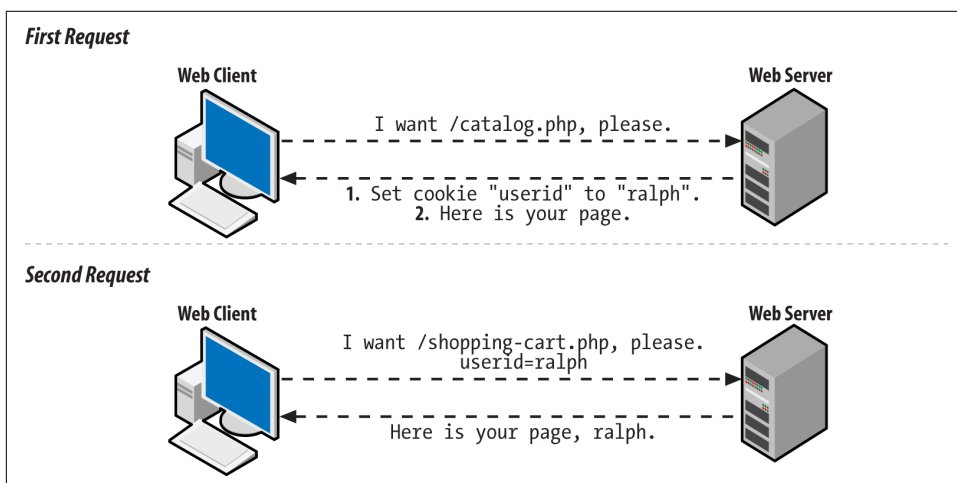 First Request
Web Client
Web Server
I want /catalog.php, please.
1. Set cookie "userid" to "ralph".
2. Here is your page.
Second Request
Web Client
Web Server
I want /shopping-cart.php, please.
userid=ralph
Here is your page, ralph.